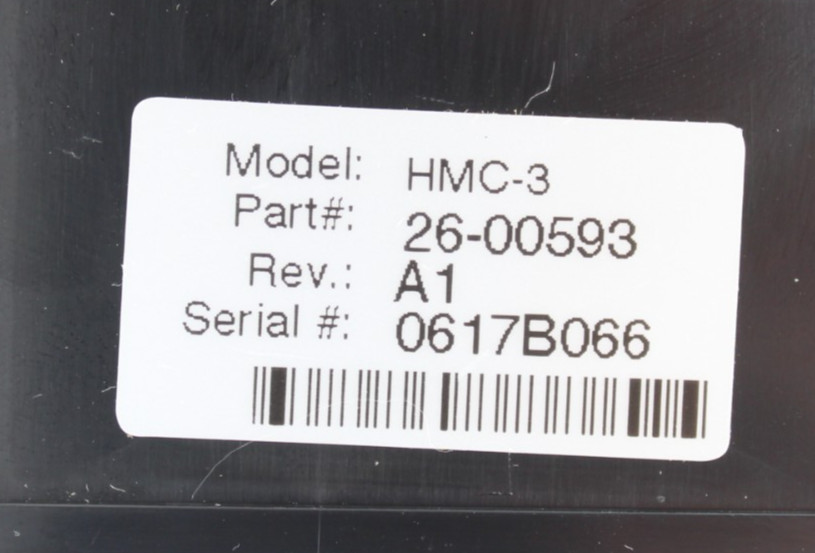 Model: HMC-3
Part#: 26-00593
Rev.: A1
Serial #: 0617B066